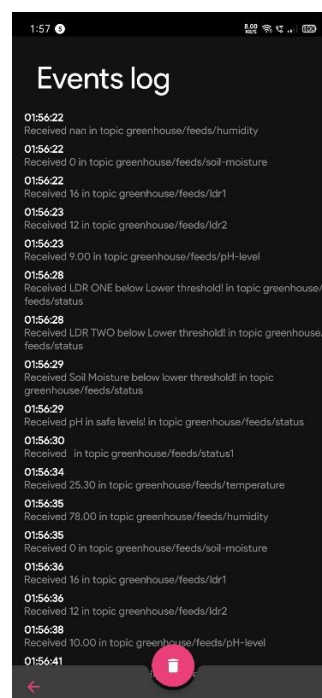 1:57 S
8.00
KB/S
Events log
01:56:22
Received nan in topic greenhouse/feeds/humidity
01:56:22
Received 0 in topic greenhouse/feeds/soil-moisture
01:56:22
Received 16 in topic greenhouse/feeds/ldr1
01:56:23
Received 12 in topic greenhouse/feeds/ldr2
01:56:23
Received 9.00 in topic greenhouse/feeds/pH-level
01:56:28
Received LDR ONE below Lower threshold! in topic greenhouse/
feeds/status
01:56:28
Received LDR TWO below Lower threshold! in topic greenhouse/
feeds/status
01:56:29
Received Soil Moisture below lower threshold! in topic
greenhouse/feeds/status
01:56:29
Received pH in safe levels! in topic greenhouse/feeds/status
01:56:30
Received in topic greenhouse/feeds/status1
01:56:34
Received 25.30 in topic greenhouse/feeds/temperature
01:56:35
Received 78.00 in topic greenhouse/feeds/humidity
01:56:35
Received 0 in topic greenhouse/feeds/soil-moisture
01:56:36
Received 16 in topic greenhouse/feeds/ldr1
01:56:36
Received 12 in topic greenhouse/feeds/ldr2
01:56:38
Received 10.00 in topic greenhouse/feeds/pH-level
01:56:41